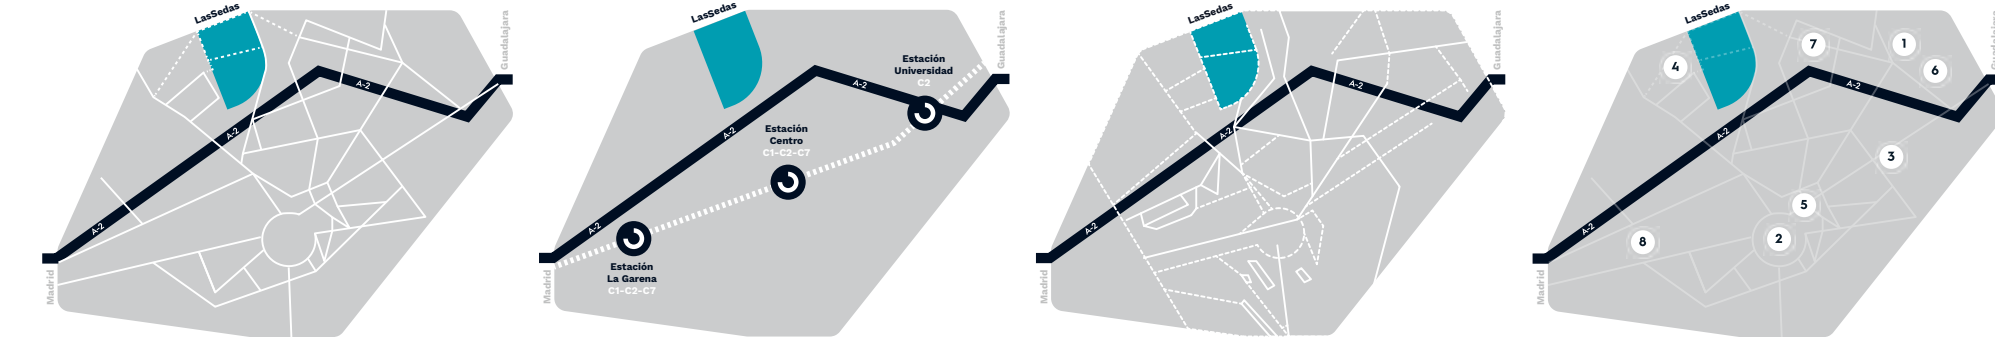 LasSedas
Guadalajara
A-2
A-2
A-2
Madrid
LasSedas
Guadalajara
Estación
Universidad
C2
A-2
A-2
Estación
Centro
C1-C2-C7
A-2
Estación
La Garena
C1-C2-C7
Madrid
LasSedas
Guadalajara
A-2
A-2
A-2
Madrid
LasSedas
Guadalajara
7
1
4
6
A-2
A-2
3
5
A-2
8
2
Madrid